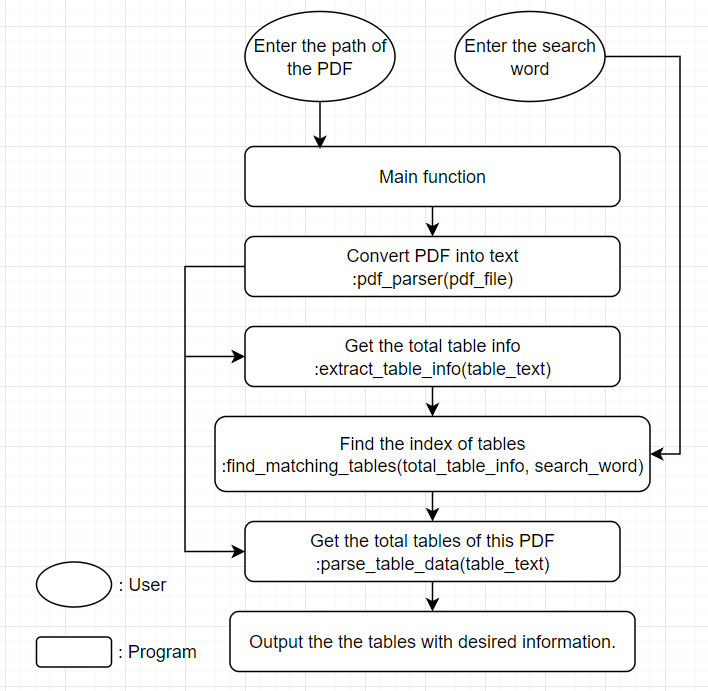 Enter the path of
the PDF
Enter the search
word
Main function
Convert PDF into text
:pdf_parser(pdf_file)
Get the total table info
:extract_table_info(table_text)
Find the index of tables
:find_matching_tables(total_table_info, search_word)
Get the total tables of this PDF
:parse_table_data(table_text)
: User
Output the the tables with desired information.
: Program